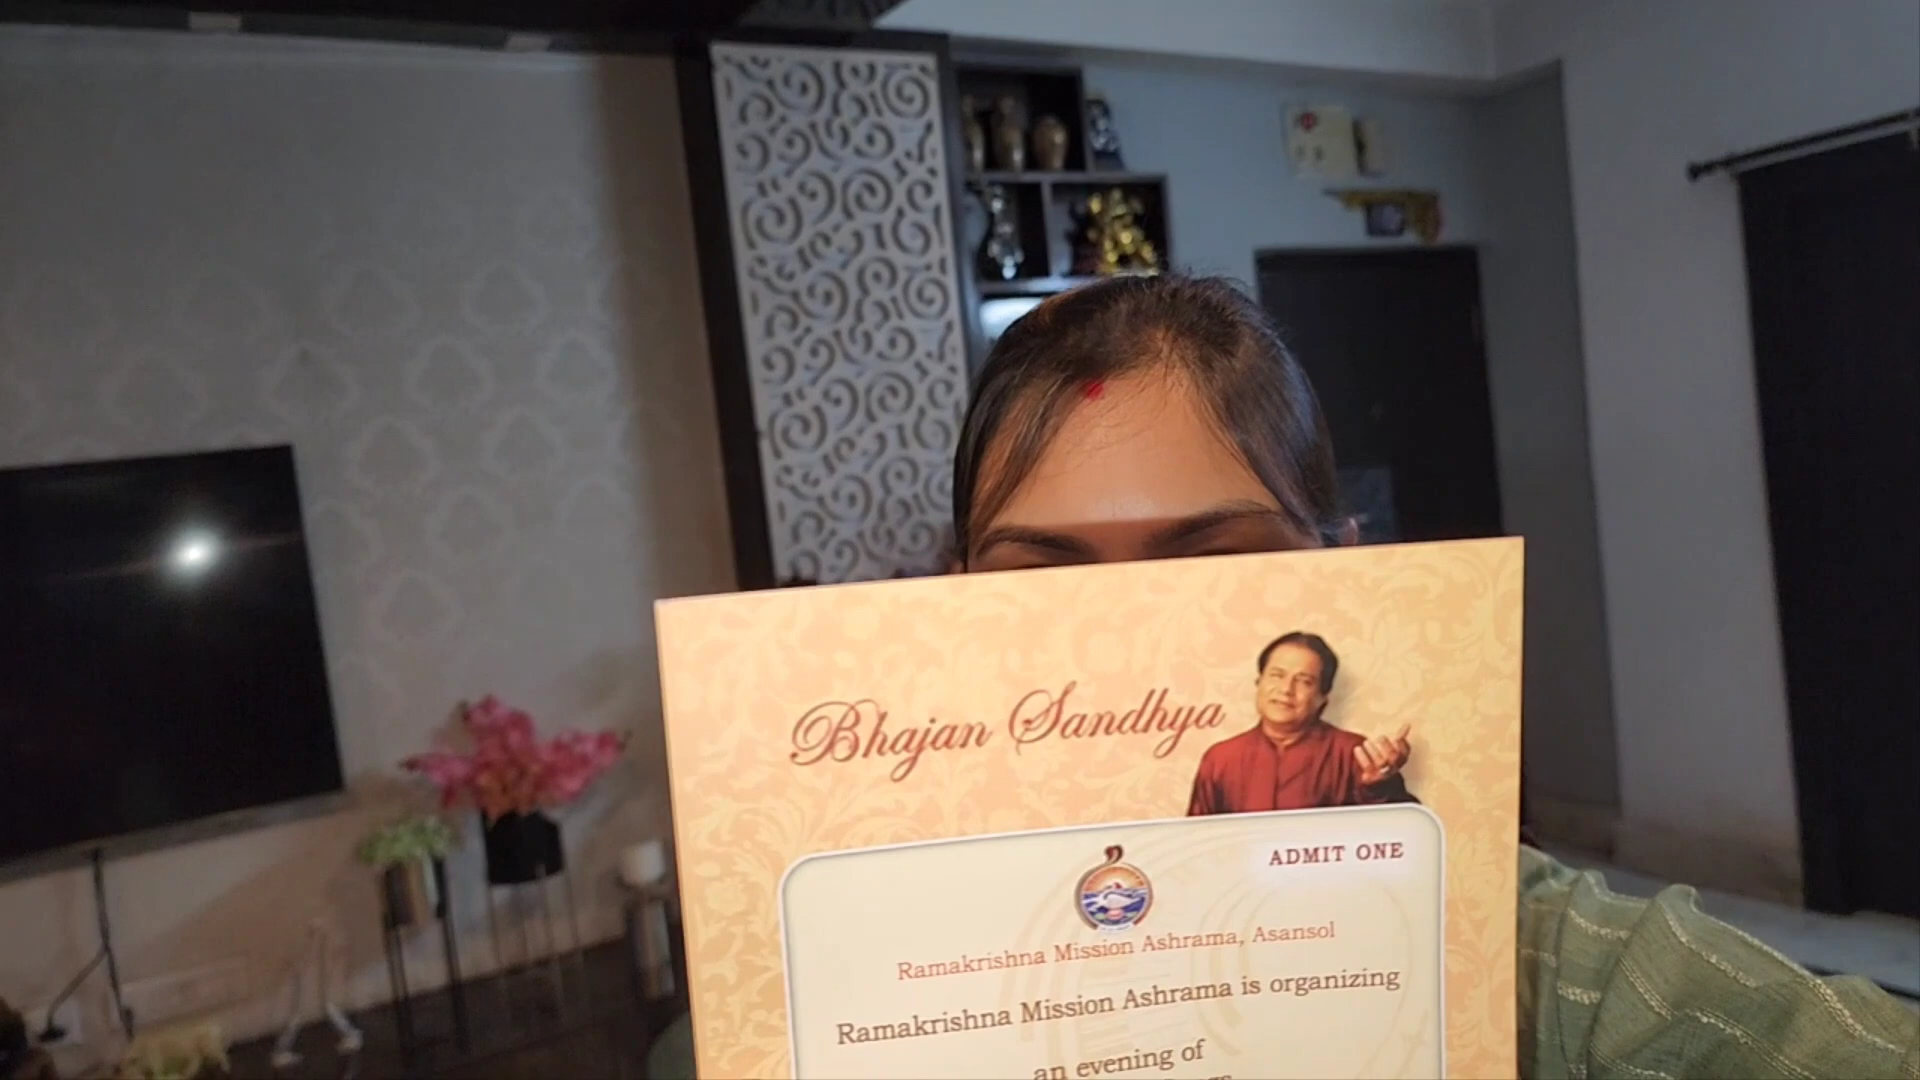 Bhajan Sandhya
ADMIT ONE
Ramakrishna Mission Ashrama, Asansol
Ramakrishna Mission Ashrama is organizing
an evening of